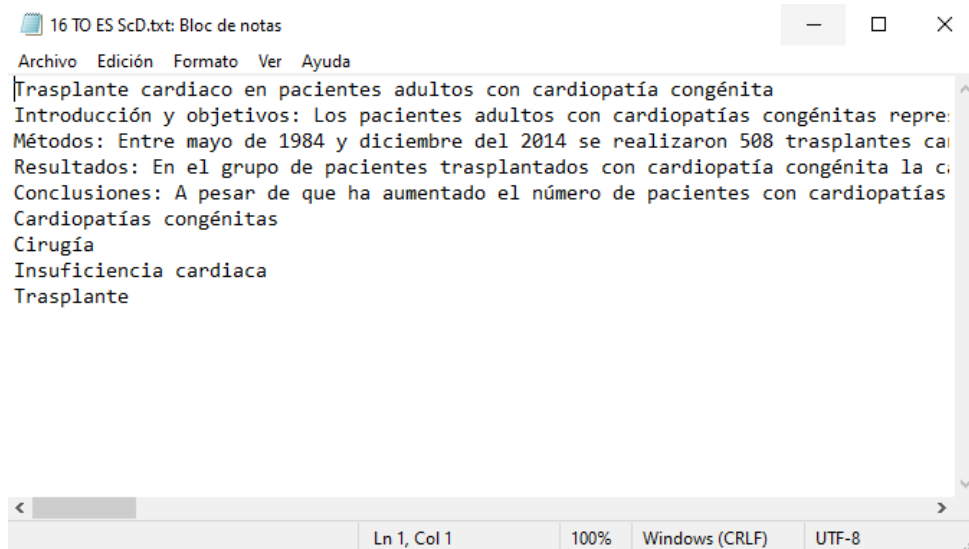 16 TO ES ScD.txt: Bloc de notas
Archivo Edición Formato Ver Ayuda
Trasplante cardiaco en pacientes adultos con cardiopatía congénita
Introducción y objetivos: Los pacientes adultos con cardiopatías congénitas
Métodos: Entre mayo de 1984 y diciembre del 2014 se realizaron 508 trasplantes
Resultados: En el grupo de pacientes trasplantados con cardiopatía congénita la
Conclusiones: A pesar de que ha aumentado el número de pacientes con cardiopatías
Cardiopatías congénitas
Cirugía
Insuficiencia cardiaca
Trasplante
Ln 1, Col 1 100% Windows (CRLF) UTF-8